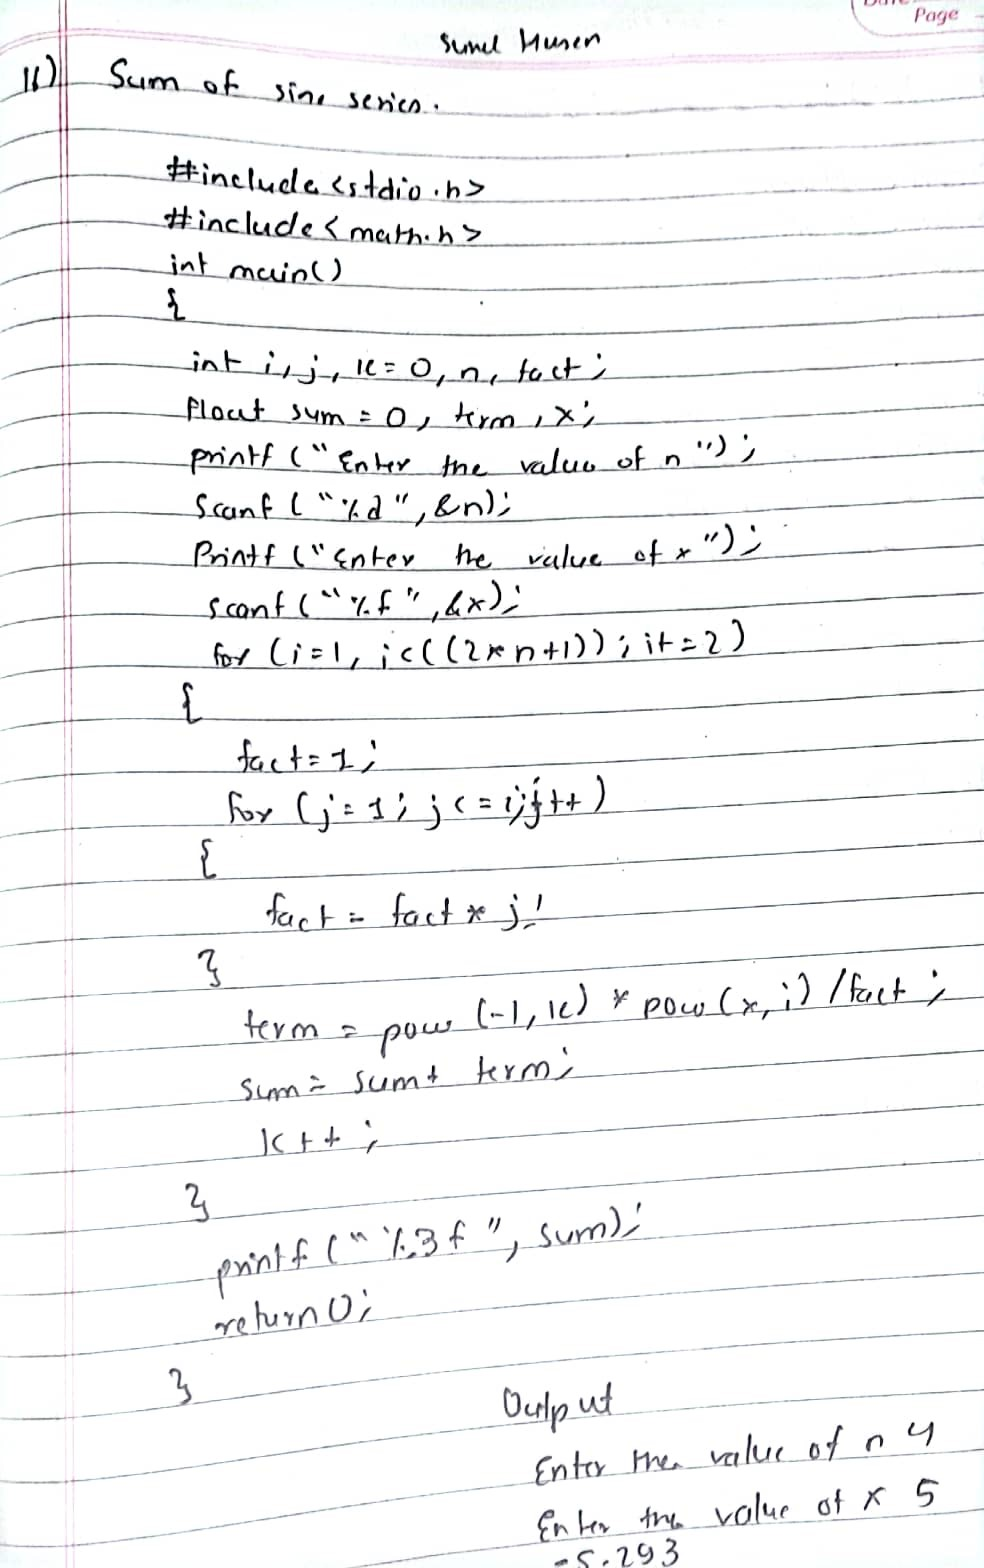 Page
11) Sum of sine series.
#include <stdio.h>
#include <math.h>
int main()
{
int i, j, k = 0, n, fact;
float sum = 0, term, x;
printf ("Enter the value of n");
Scanf ("%d", &n);
Printf ("Enter the value of x");
scanf ("%f", &x);
for (i=1, i<((2*n+1)); i+=2)
{
fact = 1;
for (j=1; j<=i; j++)
{
fact = fact * j;
}
term = pow (-1, k) * pow (x, i) / fact;
sum = sum + term;
k++;
}
printf ("%.3f", sum);
return 0;
}
Output
Enter the value of n 4
Enter the value of x 5
-5.293